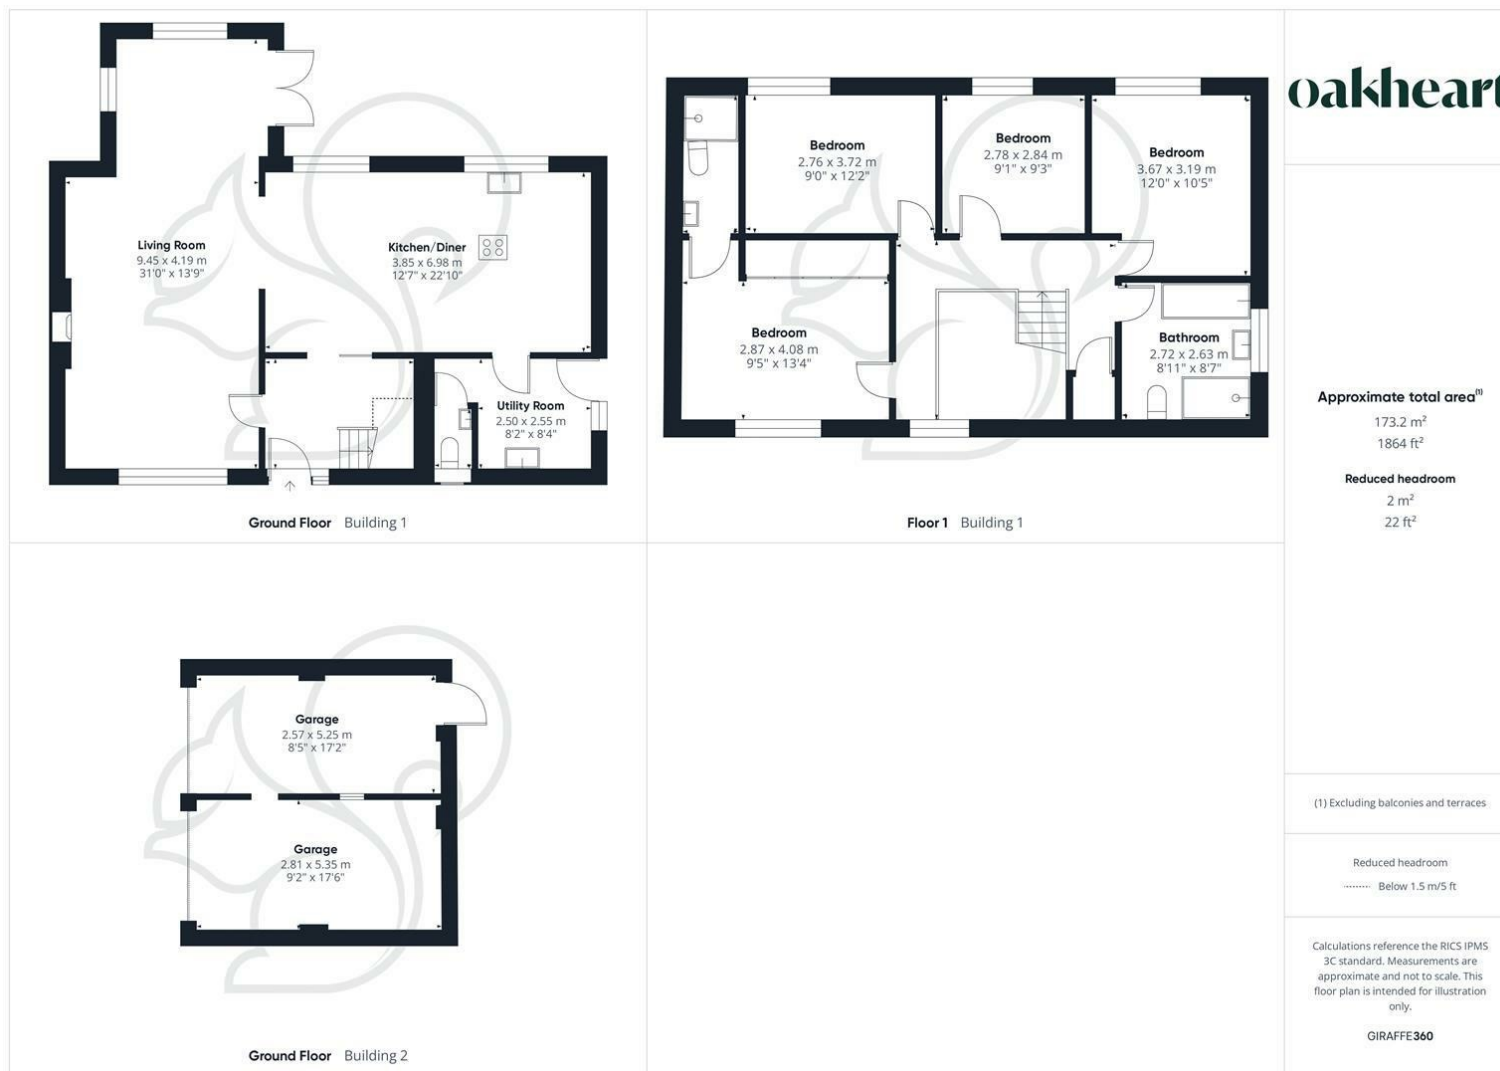 Living Room
9.45 x 4.19 m
31'0" x 13'9"
Kitchen/Diner
3.85 x 6.98 m
12'7" x 22'10"
Utility Room
2.50 x 2.55 m
8'2" x 8'4"
Ground Floor Building 1
Bedroom
2.76 x 3.72 m
9'0" x 12'2"
Bedroom
2.78 x 2.84 m
9'1" x 9'3"
Bedroom
3.67 x 3.19 m
12'0" x 10'5"
Bedroom
2.87 x 4.08 m
9'5" x 13'4"
Bathroom
2.72 x 2.63 m
8'11" x 8'7"
Floor 1 Building 1
Garage
2.57 x 5.25 m
8'5" x 17'2"
Garage
2.81 x 5.35 m
9'2" x 17'6"
Ground Floor Building 2
oakheart
Approximate total area(1)
173.2 m²
1864 ft²
Reduced headroom
2 m²
22 ft²
(1) Excluding balconies and terraces
Reduced headroom
Below 1.5 m/5 ft
Calculations reference the RICS IPMS
3C standard. Measurements are
approximate and not to scale. This
floor plan is intended for illustration
only.
GIRAFFE360